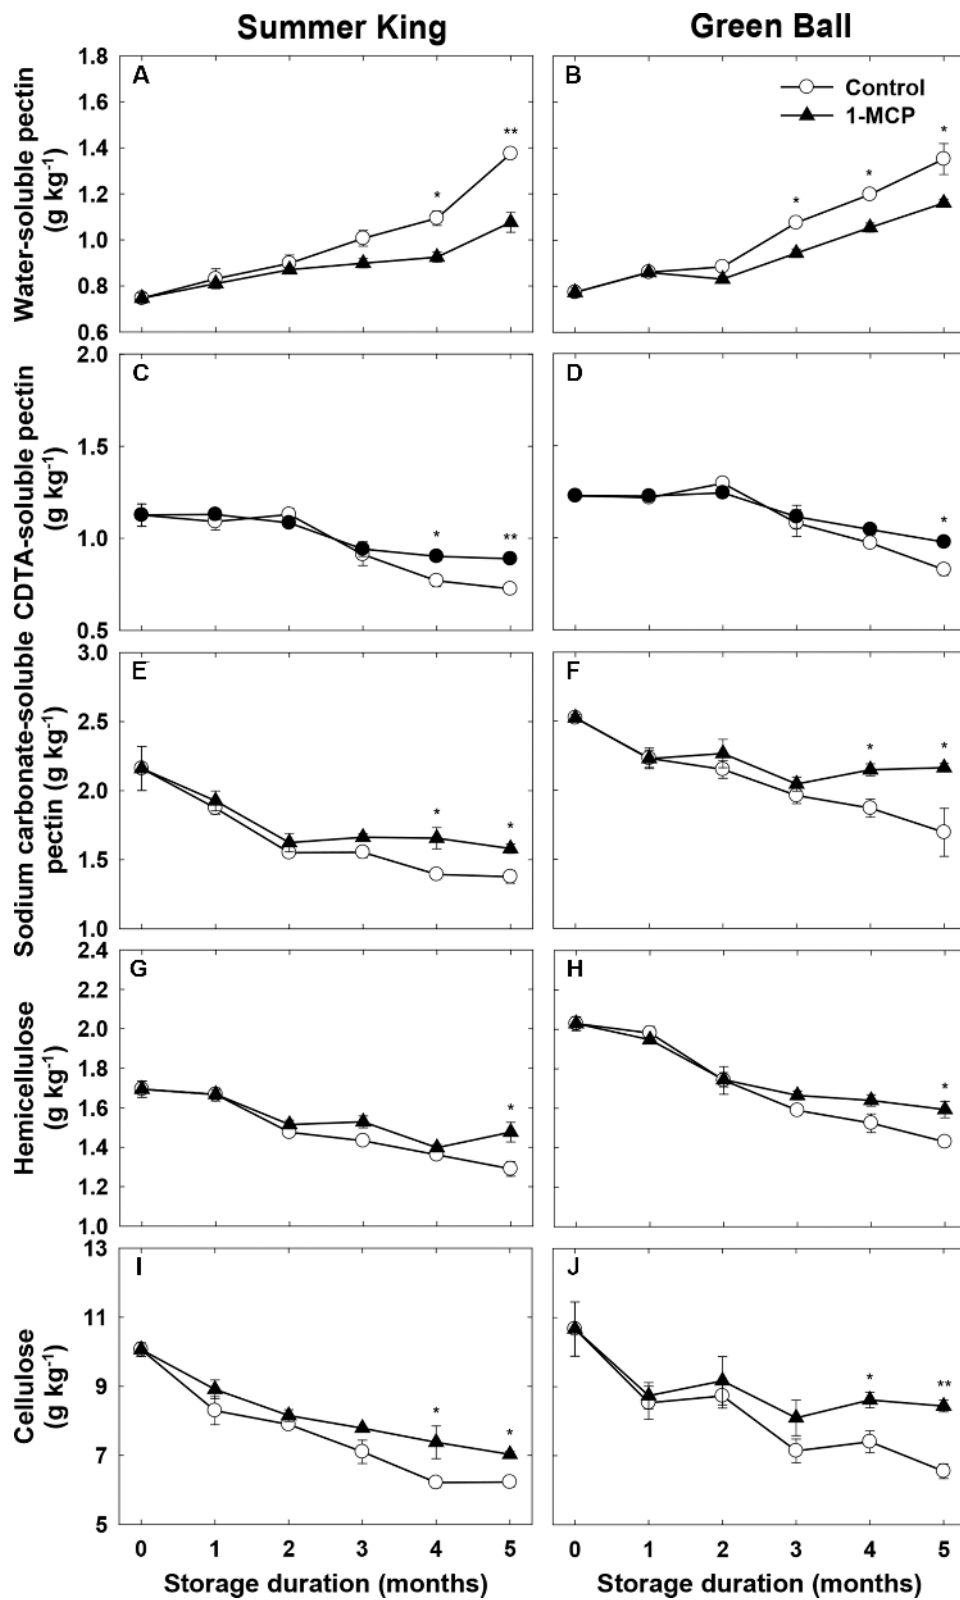 Summer King
Green Ball
Water-soluble pectin
(g kg-1)
1.8
1.6
1.4
1.2
1.0
0.8
0.6
A
*
**
B
Control
1-MCP
*
*
*
CDTA-soluble pectin
(g kg-1)
2.0
1.5
1.0
0.5
C
*
**
D
*
Sodium carbonate-soluble
pectin (g kg-1)
3.0
2.5
2.0
1.5
1.0
E
*
*
F
*
*
Hemicellulose
(g kg-1)
2.4
2.2
2.0
1.8
1.6
1.4
1.2
1.0
G
*
H
*
Cellulose
(g kg-1)
13
11
9
7
5
I
*
*
J
*
**
0 1 2 3 4 5
0 1 2 3 4 5
Storage duration (months)
Storage duration (months)